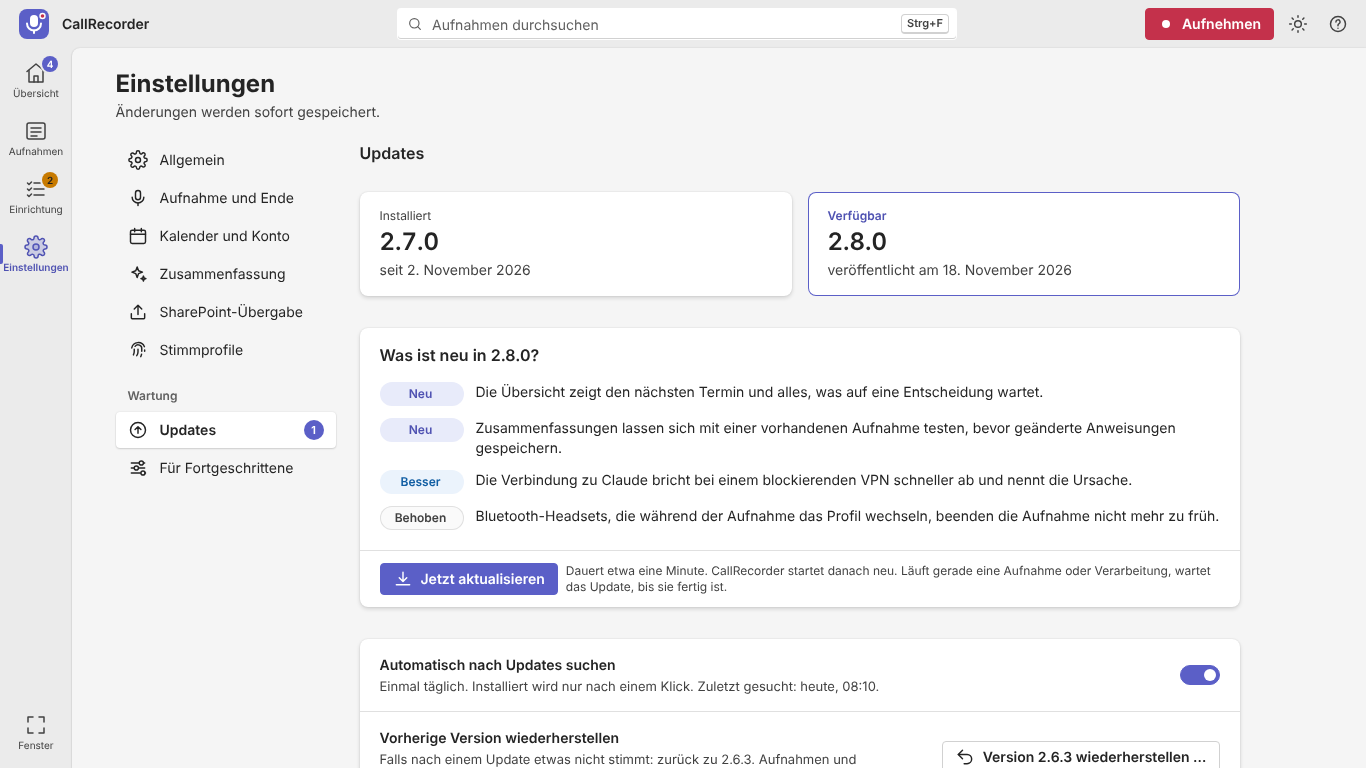 CallRecorder
Aufnahmen durchsuchen
Strg+F
Aufnehmen
4
Übersicht
Aufnahmen
2
Einrichtung
Einstellungen
Fenster
Einstellungen
Änderungen werden sofort gespeichert.
Allgemein
Aufnahme und Ende
Kalender und Konto
Zusammenfassung
SharePoint-Übergabe
Stimmprofile
Wartung
Updates
1
Für Fortgeschrittene
Updates
Installiert
2.7.0
seit 2. November 2026
Verfügbar
2.8.0
veröffentlicht am 18. November 2026
Was ist neu in 2.8.0?
Neu Die Übersicht zeigt den nächsten Termin und alles, was auf eine Entscheidung wartet.
Neu Zusammenfassungen lassen sich mit einer vorhandenen Aufnahme testen, bevor geänderte Anweisungen
gespeichern.
Besser Die Verbindung zu Claude bricht bei einem blockierenden VPN schneller ab und nennt die Ursache.
Behoben Bluetooth-Headsets, die während der Aufnahme das Profil wechseln, beenden die Aufnahme nicht mehr zu früh.
Jetzt aktualisieren
Dauert etwa eine Minute. CallRecorder startet danach neu. Läuft gerade eine Aufnahme oder Verarbeitung, wartet
das Update, bis sie fertig ist.
Automatisch nach Updates suchen
Einmal täglich. Installiert wird nur nach einem Klick. Zuletzt gesucht: heute, 08:10.
Vorherige Version wiederherstellen
Falls nach einem Update etwas nicht stimmt: zurück zu 2.6.3. Aufnahmen und
Version 2.6.3 wiederherstellen ...